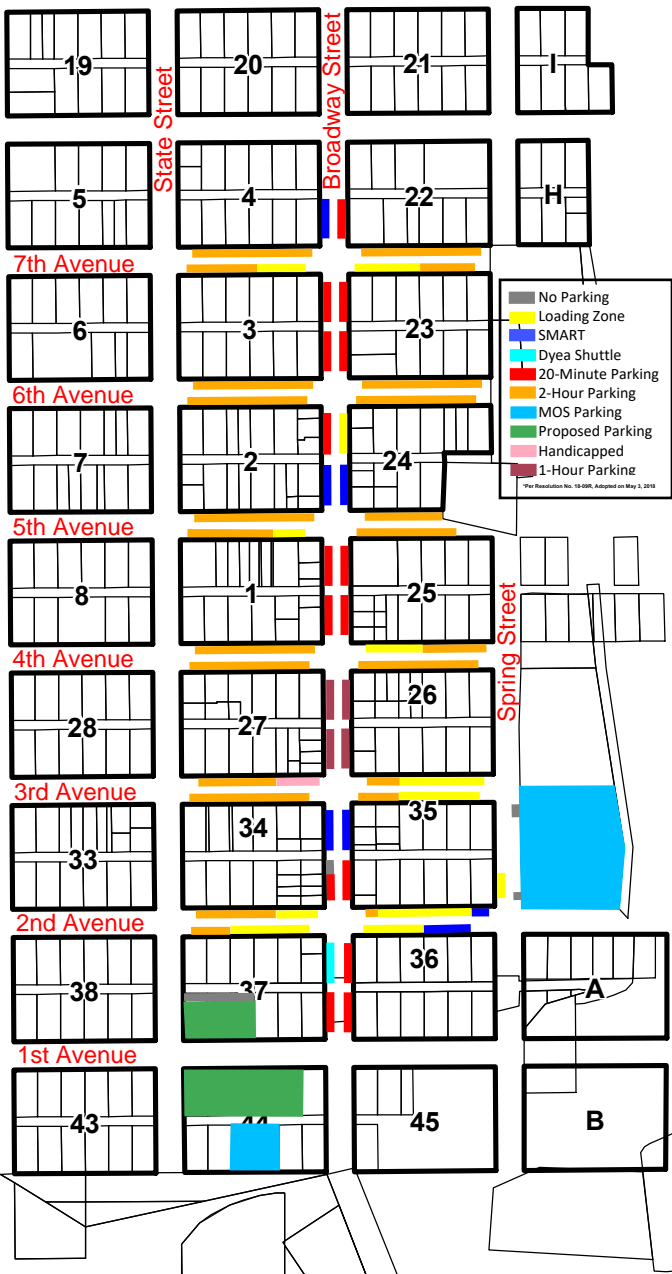 19
20
21
I
State Street
Broadway Street
5
4
22
H
7th Avenue
6
3
23
No Parking
Loading Zone
SMART
Dyea Shuttle
20-Minute Parking
2-Hour Parking
MOS Parking
Proposed Parking
Handicapped
1-Hour Parking
*Per Resolution No. 18-09R, Adopted on May 3, 2018
6th Avenue
7
2
24
5th Avenue
8
1
25
Spring Street
4th Avenue
28
27
26
3rd Avenue
33
34
35
2nd Avenue
38
37
36
A
1st Avenue
43
44
45
B